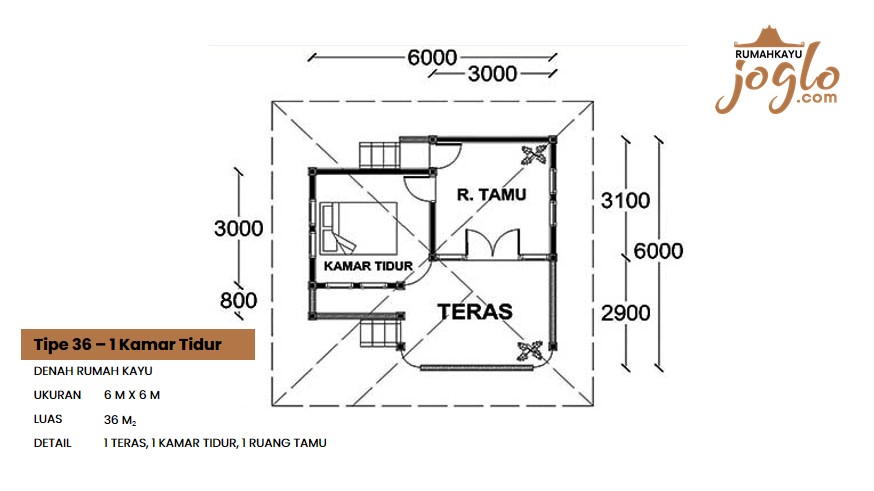 RUMAHKAYU
joglo
.com
6000
3000
R. TAMU
3100
3000
KAMAR TIDUR
6000
800
TERAS
2900
Tipe 36 – 1 Kamar Tidur
DENAH RUMAH KAYU
UKURAN 6 M X 6 M
LUAS 36 M₂
DETAIL 1 TERAS, 1 KAMAR TIDUR, 1 RUANG TAMU